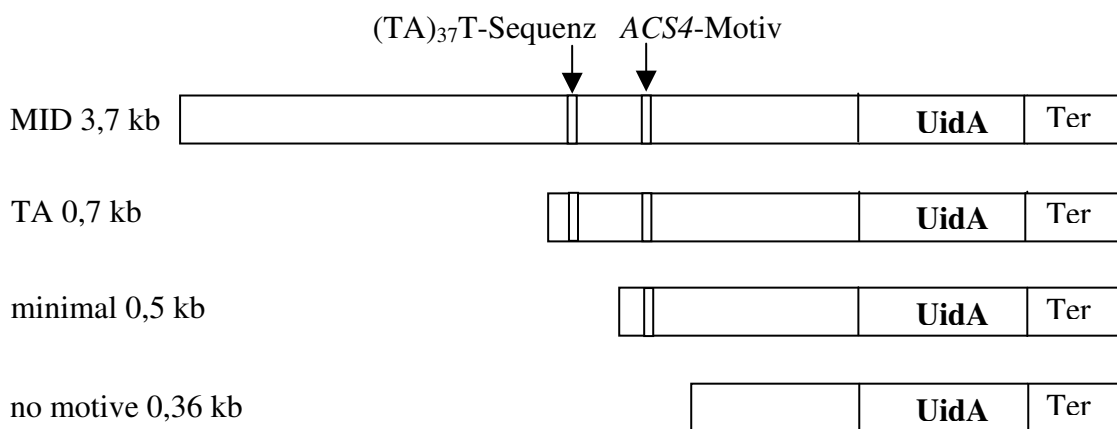 (TA)₃₇T-Sequenz ACS4-Motiv
MID 3,7 kb UidA Ter
TA 0,7 kb UidA Ter
minimal 0,5 kb UidA Ter
no motive 0,36 kb UidA Ter